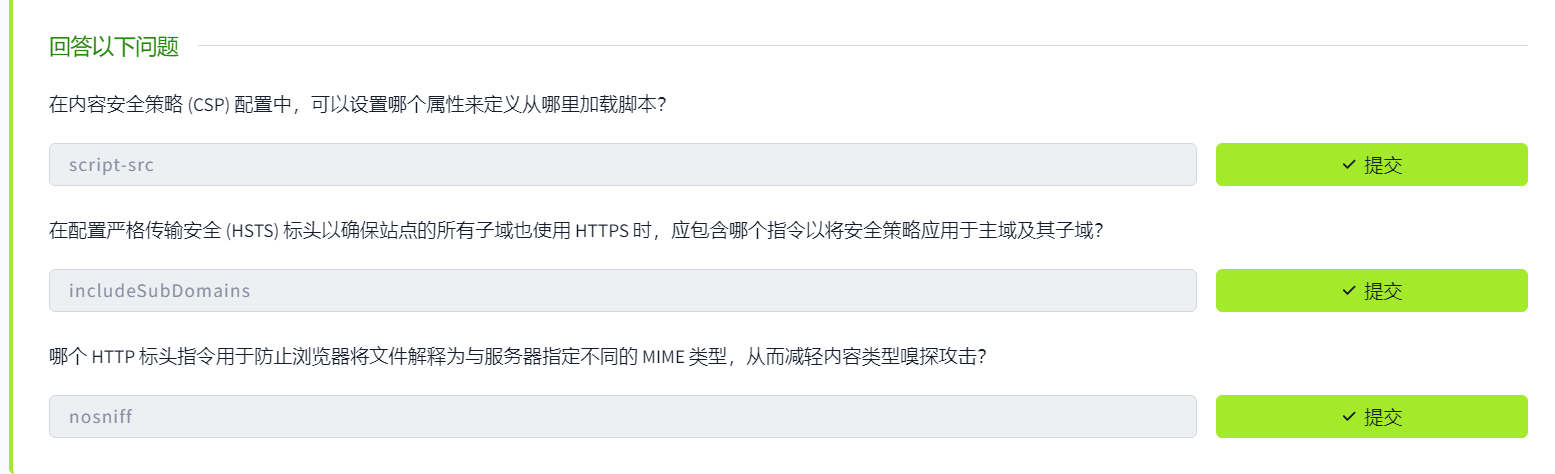 回答以下问题
在内容安全策略 (CSP) 配置中，可以设置哪个属性来定义从哪里加载脚本？
script-src
提交
在配置严格传输安全 (HSTS) 标头以确保站点的所有子域也使用 HTTPS 时，应包含哪个指令以将安全策略应用于主域及其子域？
includeSubDomains
提交
哪个 HTTP 标头指令用于防止浏览器将文件解释为与服务器指定不同的 MIME 类型，从而减轻内容类型嗅探攻击？
nosniff
提交